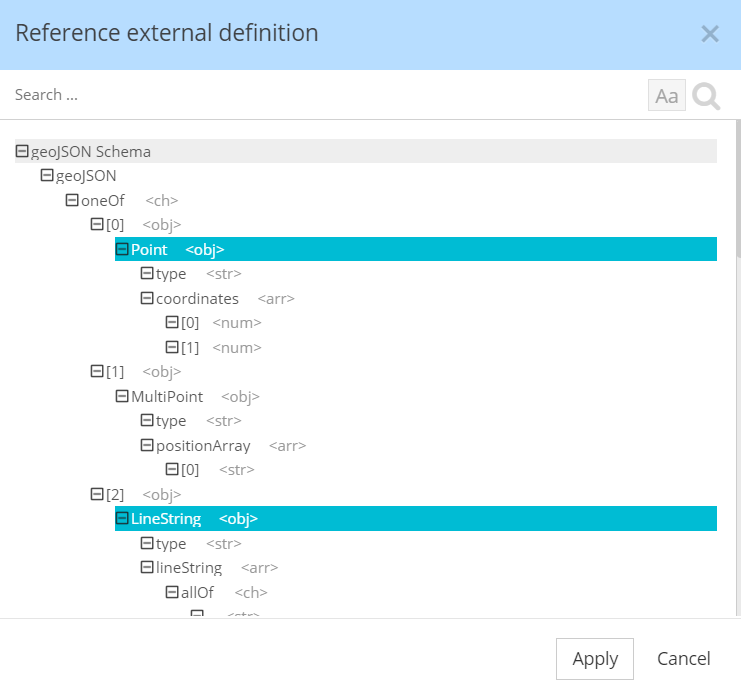 Reference external definition
Search ...
Aa
geoJSON Schema
geoJSON
oneOf <ch>
[0] <obj>
Point <obj>
type <str>
coordinates <arr>
[0] <num>
[1] <num>
[1] <obj>
MultiPoint <obj>
type <str>
positionArray <arr>
[0] <str>
[2] <obj>
LineString <obj>
type <str>
lineString <arr>
allOf <ch>
<str>
Apply Cancel